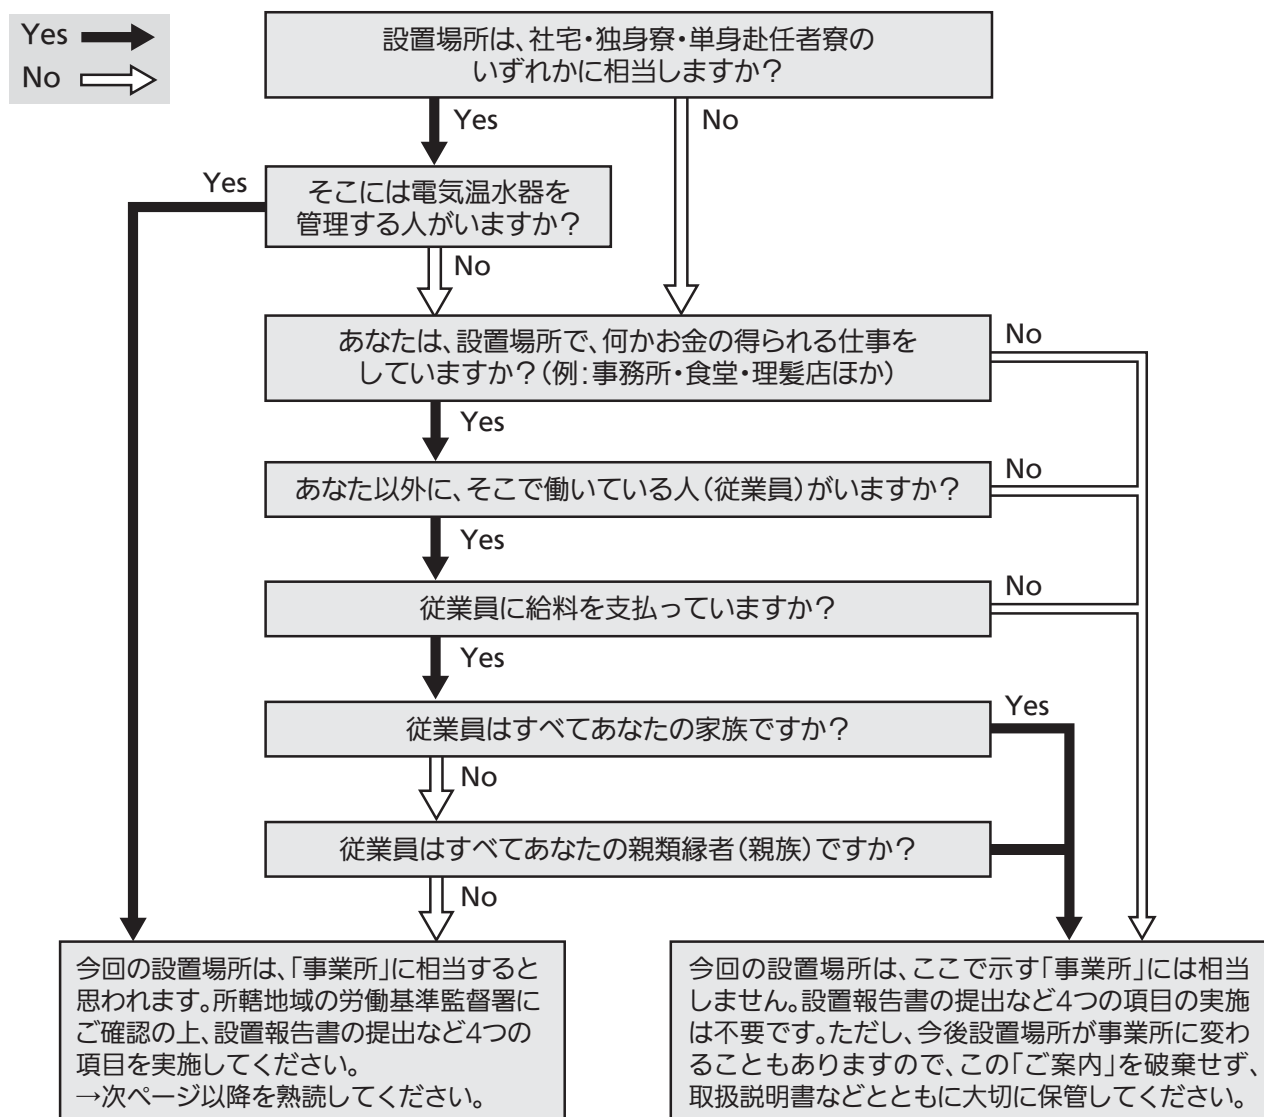 Yes
No
設置場所は、社宅・独身寮・単身赴任者寮の
いずれかに相当しますか?
Yes
No
Yes
そこには電気温水器を
管理する人がいますか?
No
あなたは、設置場所で、何かお金の得られる仕事を
していますか?(例:事務所・食堂・理髪店ほか)
No
Yes
あなた以外に、そこで働いている人(従業員)がいますか?
No
Yes
従業員に給料を支払っていますか?
No
Yes
従業員はすべてあなたの家族ですか?
Yes
No
従業員はすべてあなたの親類縁者(親族)ですか?
No
今回の設置場所は、「事業所」に相当すると
思われます。所轄地域の労働基準監督署に
ご確認の上、設置報告書の提出など4つの
項目を実施してください。
→次ページ以降を熟読してください。
今回の設置場所は、ここで示す「事業所」には相当
しません。設置報告書の提出など4つの項目の実施
は不要です。ただし、今後設置場所が事業所に変わ
ることもありますので、この「ご案内」を破棄せず、
取扱説明書などとともに大切に保管してください。